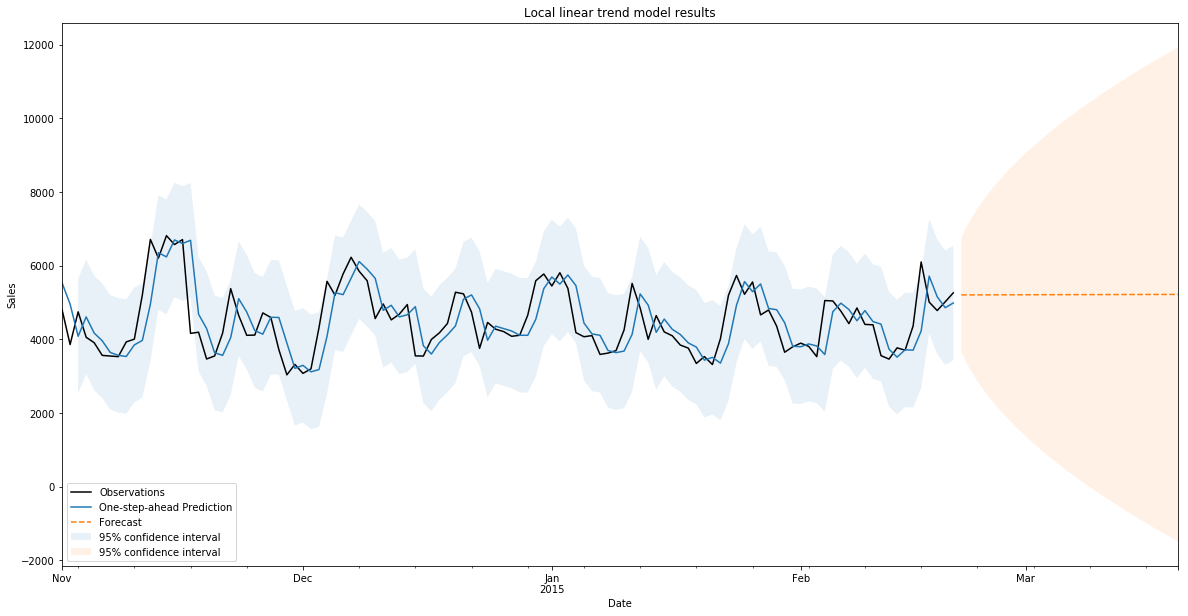 Local linear trend model results
12000
10000
8000
6000
4000
2000
0
−2000
Sales
Observations
One-step-ahead Prediction
Forecast
95% confidence interval
95% confidence interval
Nov
Dec
Jan
2015
Feb
Mar
Date